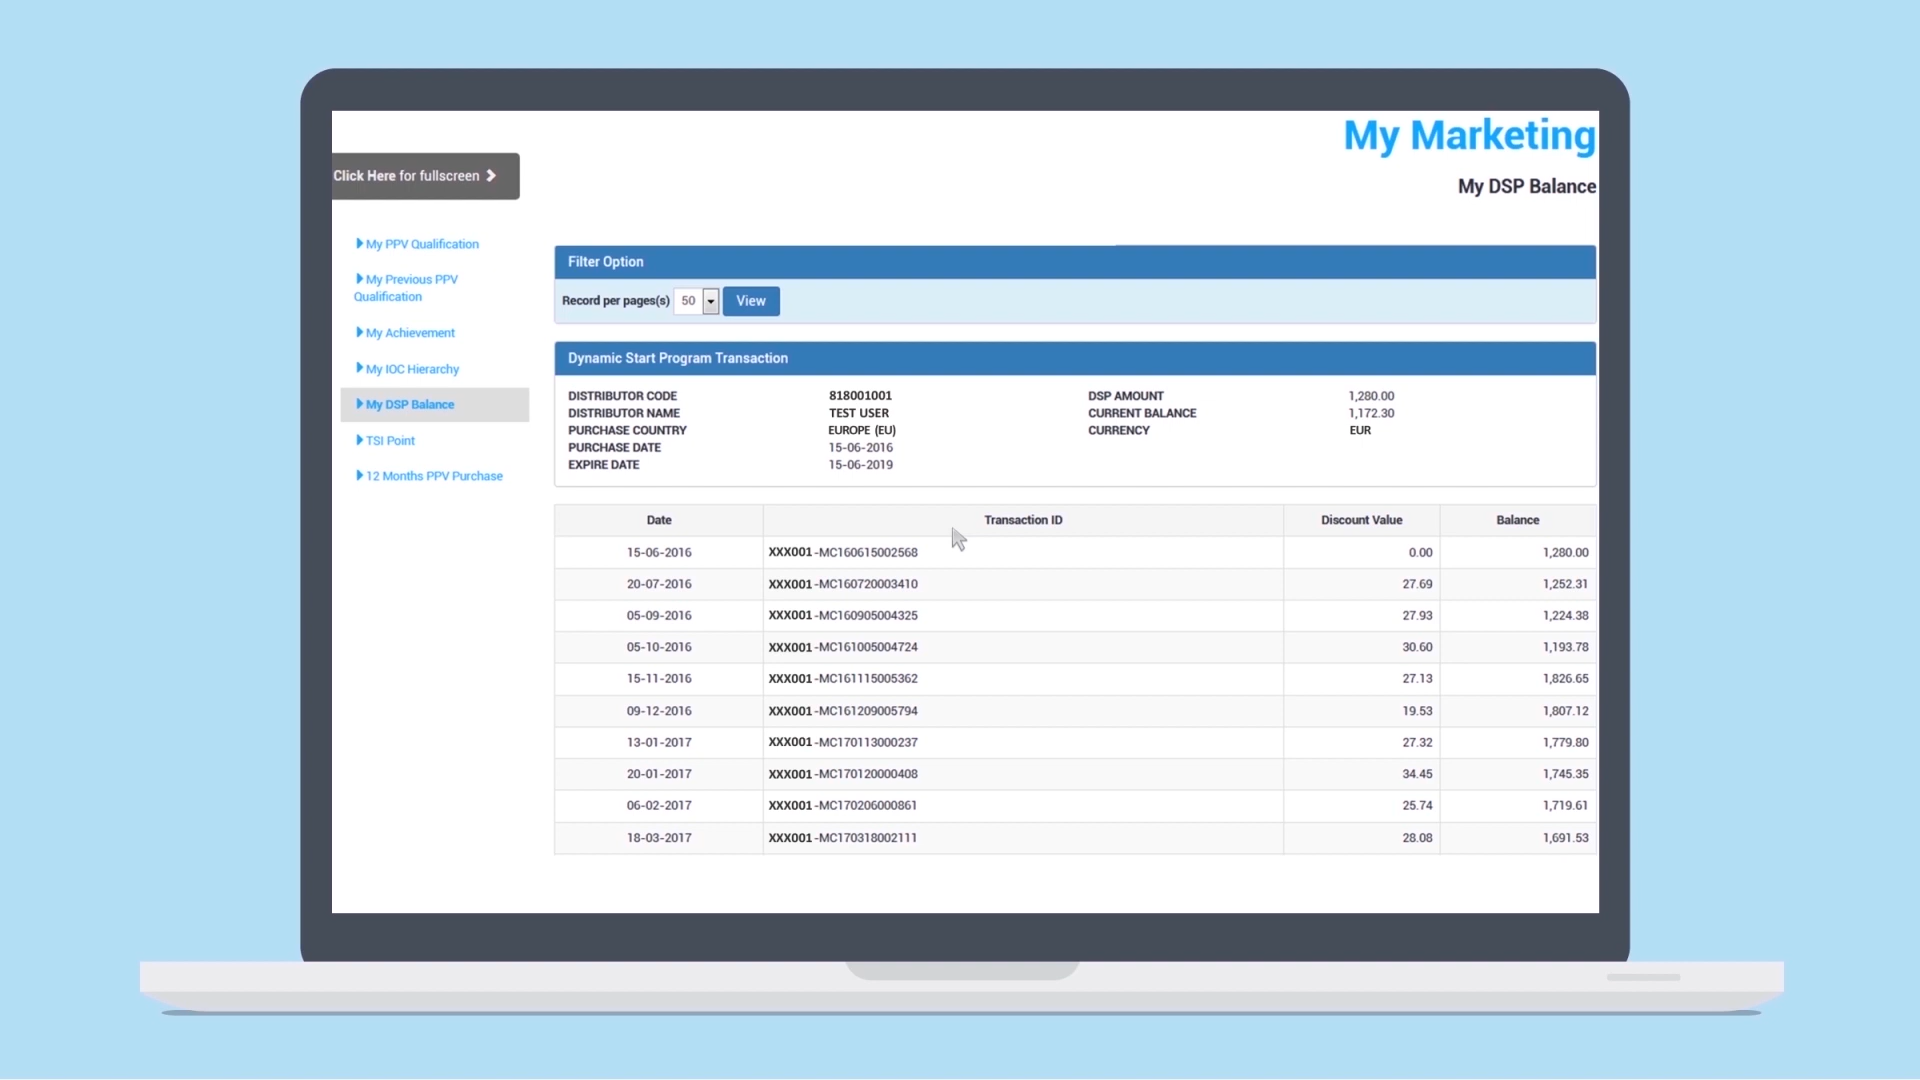 My Marketing
Click Here for fullscreen
My DSP Balance
My PPV Qualification
My Previous PPV
Qualification
My Achievement
My IOC Hierarchy
My DSP Balance
TSI Point
12 Months PPV Purchase
Filter Option
Record per pages(s) 50 View
Dynamic Start Program Transaction
DISTRIBUTOR CODE 818001001 DSP AMOUNT 1,280.00
DISTRIBUTOR NAME TEST USER CURRENT BALANCE 1,172.30
PURCHASE COUNTRY EUROPE (EU) CURRENCY EUR
PURCHASE DATE 15-06-2016
EXPIRE DATE 15-06-2019
Date Transaction ID Discount Value Balance
15-06-2016 XXX001-MC160615002568 0.00 1,280.00
20-07-2016 XXX001-MC160720003410 27.69 1,252.31
05-09-2016 XXX001-MC160905004325 27.93 1,224.38
05-10-2016 XXX001-MC161005004724 30.60 1,193.78
15-11-2016 XXX001-MC161115005362 27.13 1,826.65
09-12-2016 XXX001-MC161209005794 19.53 1,807.12
13-01-2017 XXX001-MC170113000237 27.32 1,779.80
20-01-2017 XXX001-MC170120000408 34.45 1,745.35
06-02-2017 XXX001-MC170206000861 25.74 1,719.61
18-03-2017 XXX001-MC170318002111 28.08 1,691.53